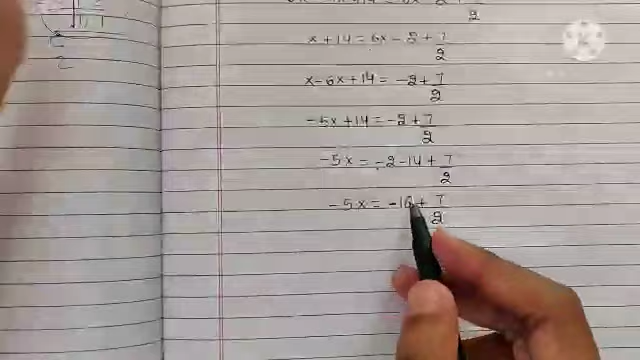 x + 14 = 6x - 2 + 7/2
x - 6x + 14 = -2 + 7/2
-5x + 14 = -2 + 7/2
-5x = -2 - 14 + 7/2
-5x = -16 + 7/2